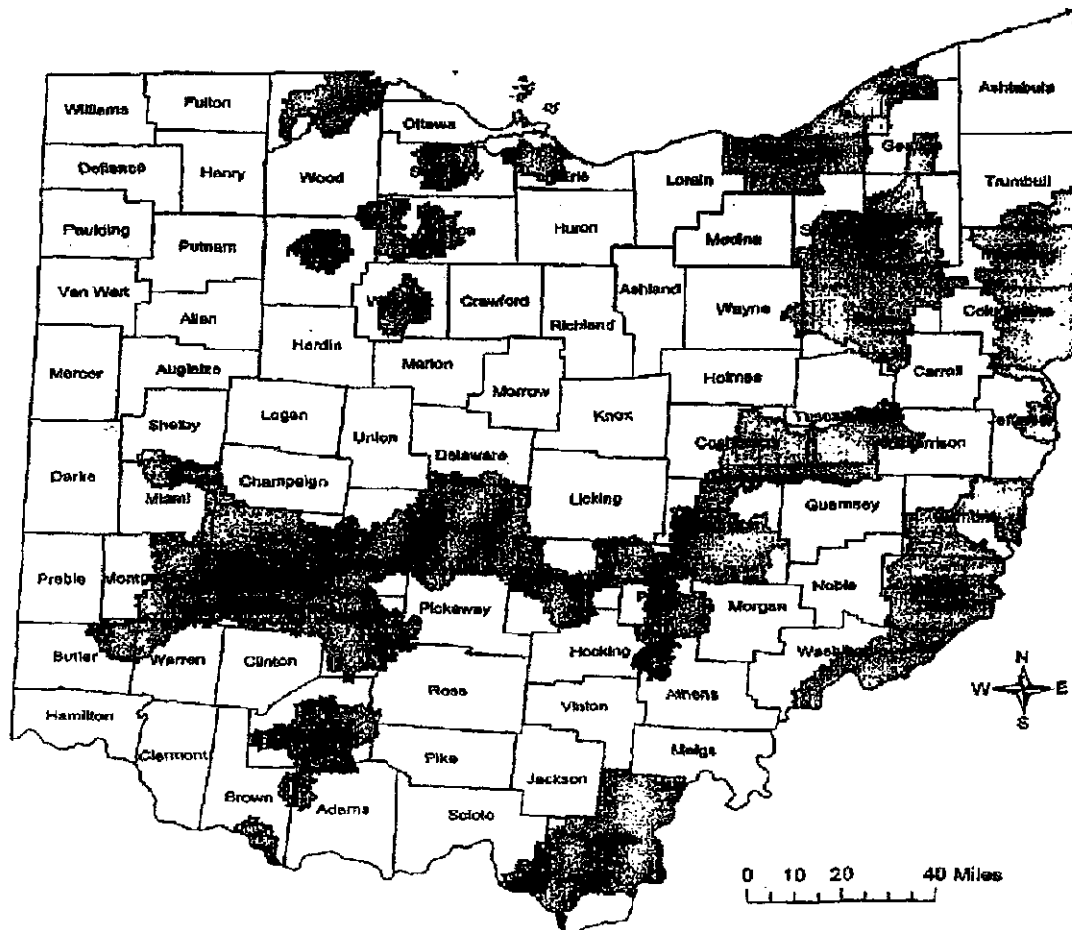 Ashtabula
Williams
Fulton
Ottawa
Defiance
Henry
Wood
Erie
Lorain
Trumbull
Paulding
Putnam
Huron
Medina
Van Wert
Crawford
Ashland
Wayne
Allen
Richland
Hardin
Mercer
Auglaize
Marion
Holmes
Carroll
Morrow
Logan
Knox
Shelby
Union
Delaware
Darke
Champaign
Miami
Licking
Guernsey
Preble
Noble
Pickaway
Morgan
Butler
Warren
Clinton
Hocking
Ross
Athens
Hamilton
Vinton
N
W E
S
Clermont
Pike
Meigs
Jackson
Brown
Adams
Scioto
0 10 20 40 Miles